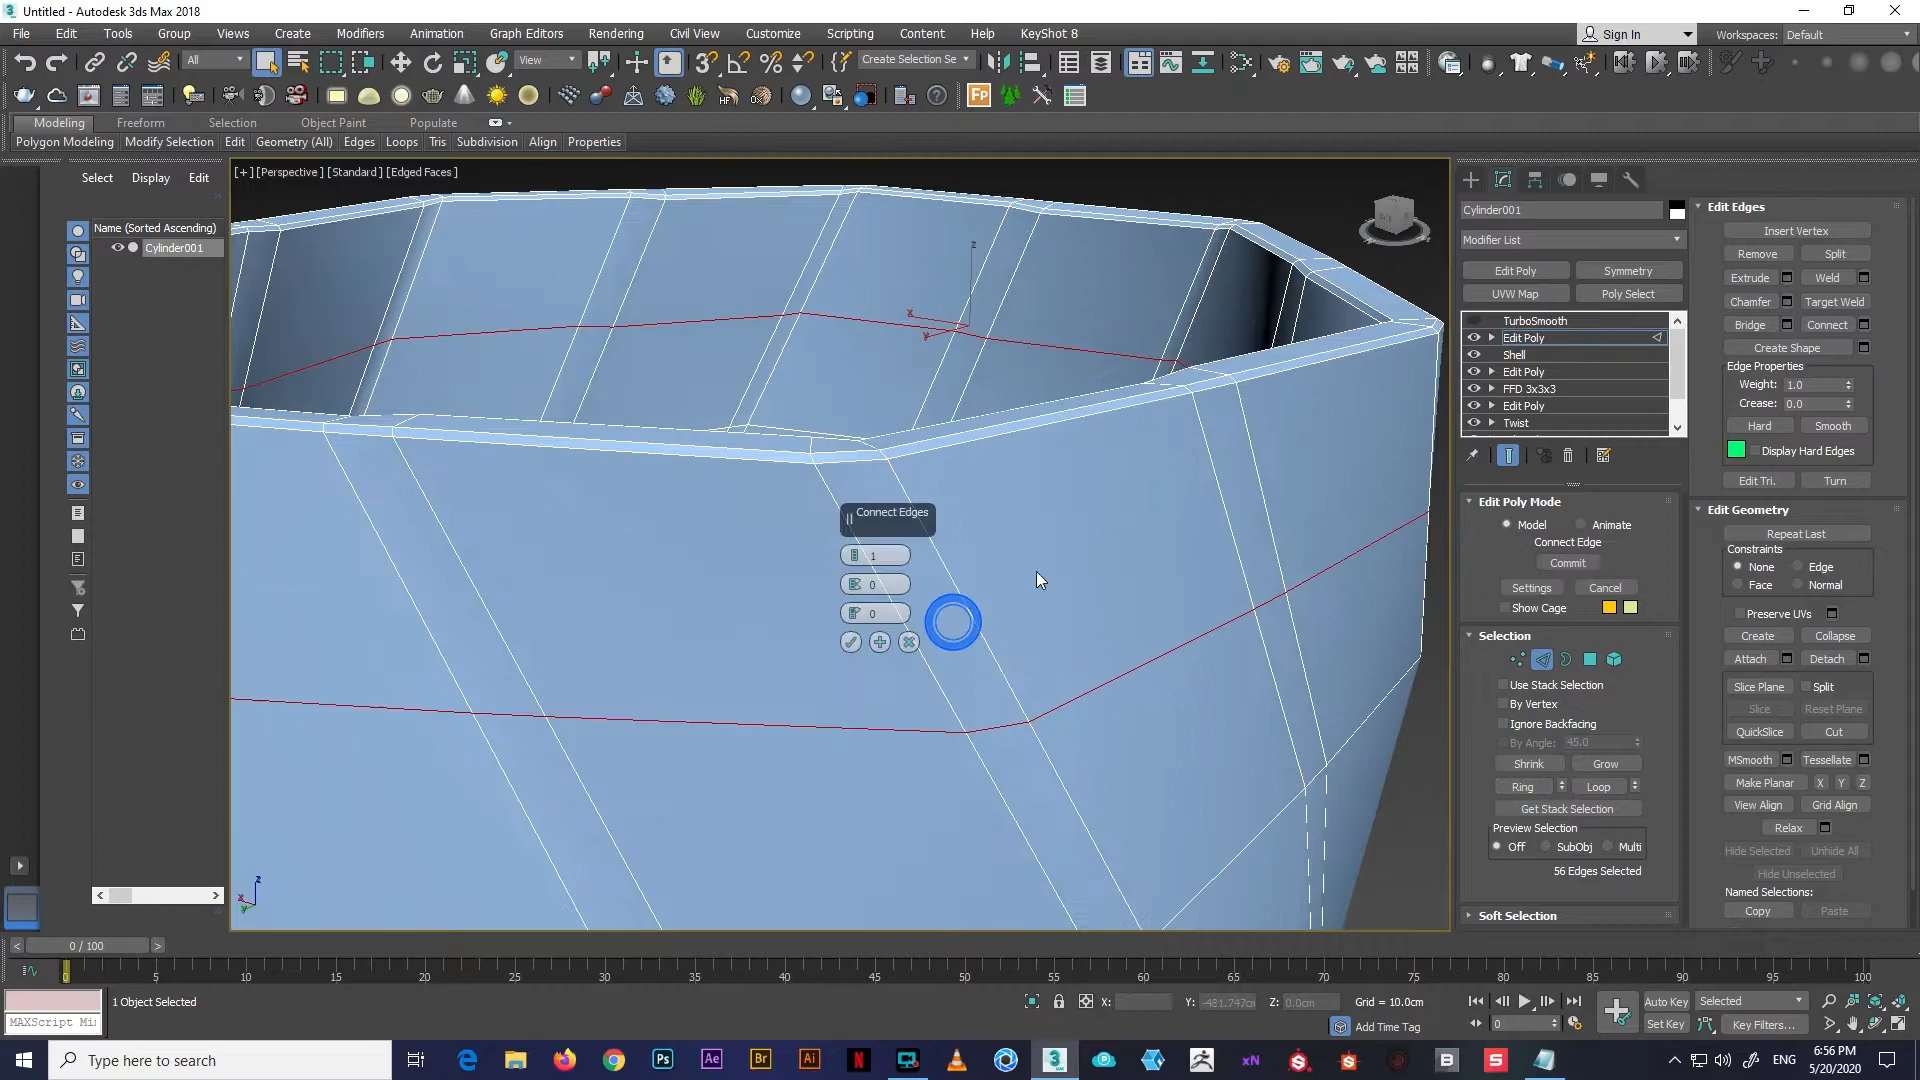 Untitled - Autodesk 3ds Max 2018
File Edit Tools Group Views Create Modifiers Animation Graph Editors Rendering Civil View Customize Scripting Content Help KeyShot 8
Sign In Workspaces: Default
All View Create Selection Se
Modeling Freeform Selection Object Paint Populate
Polygon Modeling Modify Selection Edit Geometry (All) Edges Loops Tris Subdivision Align Properties
Select Display Edit
Name (Sorted Ascending)
Cylinder001
[+] [Perspective ] [Standard ] [Edged Faces ]
Connect Edges
1
0
0
Cylinder001
Modifier List
Edit Poly Symmetry
UVW Map Poly Select
TurboSmooth
Edit Poly
Shell
Edit Poly
FFD 3x3x3
Edit Poly
Twist
Edit Poly Mode
Model Animate
Connect Edge
Commit
Settings Cancel
Show Cage
Selection
Use Stack Selection
By Vertex
Ignore Backfacing
By Angle: 45.0
Shrink Grow
Ring Loop
Get Stack Selection
Preview Selection
Off SubObj Multi
56 Edges Selected
Soft Selection
Edit Edges
Insert Vertex
Remove Split
Extrude Weld
Chamfer Target Weld
Bridge Connect
Create Shape
Edge Properties
Weight: 1.0
Crease: 0.0
Hard Smooth
Display Hard Edges
Edit Tri. Turn
Edit Geometry
Repeat Last
Constraints
None Edge
Face Normal
Preserve UVs
Create Collapse
Attach Detach
Slice Plane Split
Slice Reset Plane
QuickSlice Cut
MSmooth Tessellate
Make Planar X Y Z
View Align Grid Align
Relax
Hide Selected Unhide All
Hide Unselected
Named Selections:
Copy Paste
0 / 100
0 5 10 15 20 25 30 35 40 45 50 55 60 65 70 75 80 85 90 95 100
1 Object Selected
X: Y: -481.747cm Z: 0.0cm Grid = 10.0cm
Add Time Tag
Auto Key Selected
Set Key Key Filters...
0
MAXScript Mi
Type here to search
ENG
6:56 PM
5/20/2020